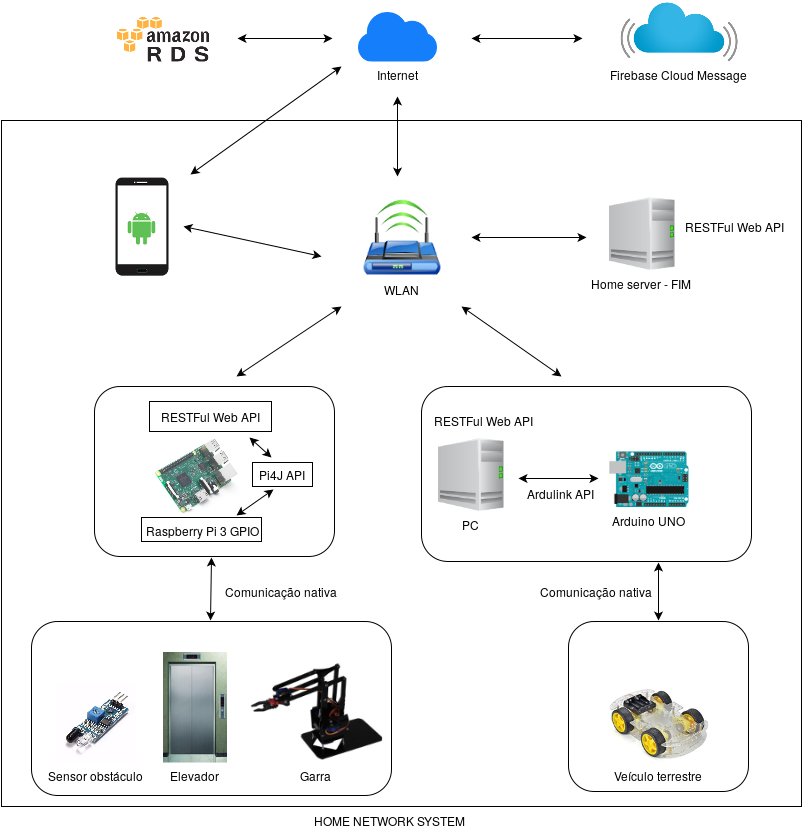 amazon
RDS
Internet
Firebase Cloud Message
WLAN
RESTFul Web API
Home server - FIM
RESTFul Web API
Pi4J API
Raspberry Pi 3 GPIO
RESTFul Web API
Ardulink API
PC
Arduino UNO
Comunicação nativa
Comunicação nativa
Sensor obstáculo
Elevador
Garra
Veículo terrestre
HOME NETWORK SYSTEM